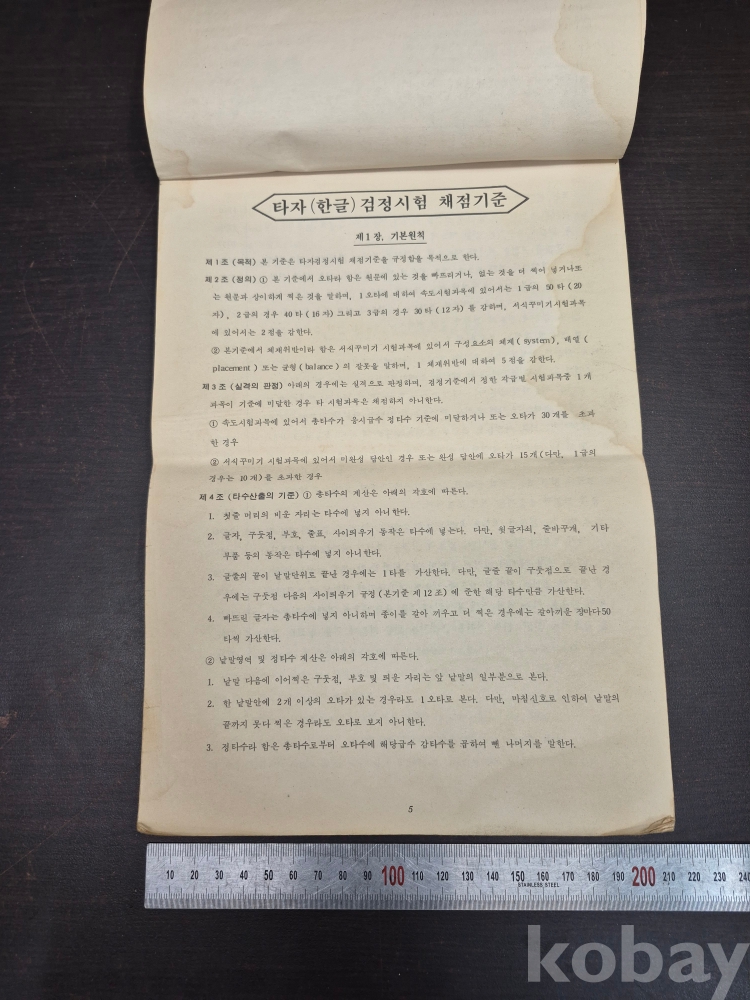 타자(한글) 검정시험 채점기준
제1장. 기본원칙
제1조 (목적) 본 기준은 타자검정시험 채점기준을 규정함을 목적으로 한다.
제2조 (정의) ① 본 기준에서 오타라 함은 원문에 있는 것을 빠뜨리거나, 없는 것을 더 찍어 넣거나또
는 원문과 상이하게 찍은 것을 말하며, 1오타에 대하여 속도시험과목에 있어서는 1급의 50타(20
자), 2급의 경우 40타(16자) 그리고 3급의 경우 30타(12자)를 감하며, 서식꾸미기시험과목
에 있어서는 2점을 감한다.
② 본기준에서 체재위반이라 함은 서식꾸미기 시험과목에 있어서 구성요소의 체계(system), 배열(
placement) 또는 균형(balance)의 잘못을 말하며, 1 체재위반에 대하여 5점을 감한다.
제3조 (실격의 판정) 아래의 경우에는 실격으로 판정하며, 검정기준에서 정한 각급별 시험과목중 1개
과목이 기준에 미달한 경우 타 시험과목은 채점하지 아니한다.
① 속도시험과목에 있어서 총타수가 응시급수 정타수 기준에 미달하거나 또는 오타가 30개를 초과
한 경우
② 서식꾸미기 시험과목에 있어서 미완성 답안인 경우 또는 완성 답안에 오타가 15개(다만, 1급의
경우는 10개)를 초과한 경우
제4조 (타수산출의 기준) ① 총타수의 계산은 아래의 각호에 따른다.
1. 첫줄 머리의 비운 자리는 타수에 넣지 아니한다.
2. 글자, 구둣점, 부호, 줄표, 사이띄우기 동작은 타수에 넣는다. 다만, 윗글자쇠, 줄바꾸개, 기타
부품 등의 동작은 타수에 넣지 아니한다.
3. 글줄의 끝이 낱말단위로 끝난 경우에는 1타를 가산한다. 다만, 글줄 끝이 구둣점으로 끝난 경
우에는 구둣점 다음의 사이띄우기 규정(본기준 제12조)에 준한 해당 타수만큼 가산한다.
4. 빠뜨린 글자는 총타수에 넣지 아니하며 종이를 갈아 끼우고 더 찍은 경우에는 갈아끼운 장마다50
타씩 가산한다.
② 낱말영역 및 정타수 계산은 아래의 각호에 따른다.
1. 낱말 다음에 이어찍은 구둣점, 부호 및 띄운 자리는 앞 낱말의 일부분으로 본다.
2. 한 낱말안에 2개 이상의 오타가 있는 경우라도 1오타로 본다. 다만, 마침신호로 인하여 낱말의
끝까지 못다 찍은 경우라도 오타로 보지 아니한다.
3. 정타수라 함은 총타수로부터 오타수에 해당급수 감타수를 곱하여 뺀 나머지를 말한다.
5
10 20 30 40 50 60 70 80 90 100 110 120 130 140 150 160 170 180 190 200 210 220 230 240
STAINLESS STEEL
kobay